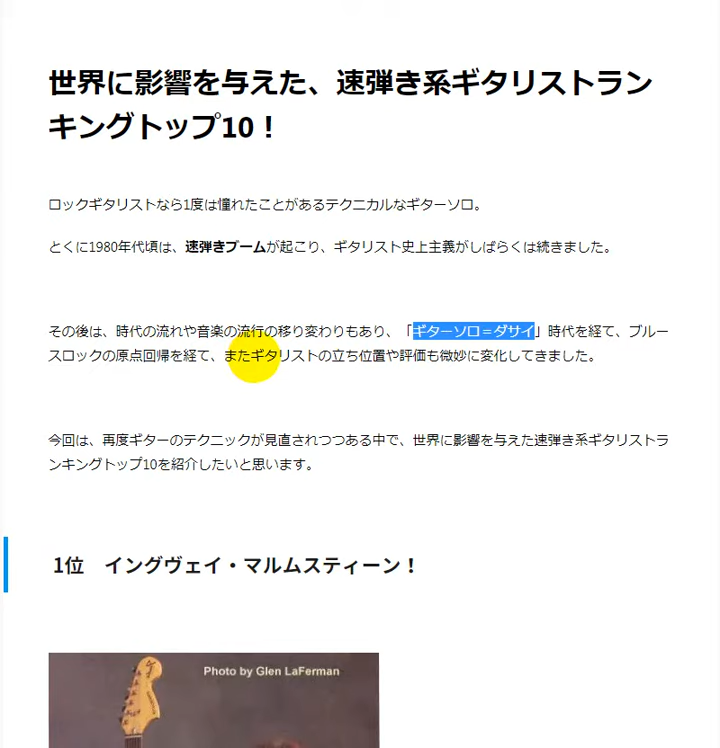 世界に影響を与えた、速弾き系ギタリストラン
キングトップ10！
ロックギタリストなら1度は憧れたことがあるテクニカルなギターソロ。
とくに1980年代頃は、速弾きブームが起こり、ギタリスト史上主義がしばらくは続きました。
その後は、時代の流れや音楽の流行の移り変わりもあり、「ギターソロ＝ダサイ」時代を経て、ブルー
スロックの原点回帰を経て、またギタリストの立ち位置や評価も微妙に変化してきました。
今回は、再度ギターのテクニックが見直されつつある中で、世界に影響を与えた速弾き系ギタリストラ
ンキングトップ10を紹介したいと思います。
1位　イングヴェイ・マルムスティーン！
Photo by Glen LaFerman